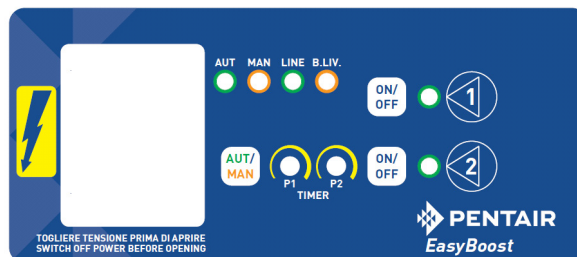 AUT MAN LINE B.LIV.
ON/
OFF
1
AUT/
MAN
P1 P2
TIMER
ON/
OFF
2
TOGLIERE TENSIONE PRIMA DI APRIRE
SWITCH OFF POWER BEFORE OPENING
PENTAIR
EasyBoost